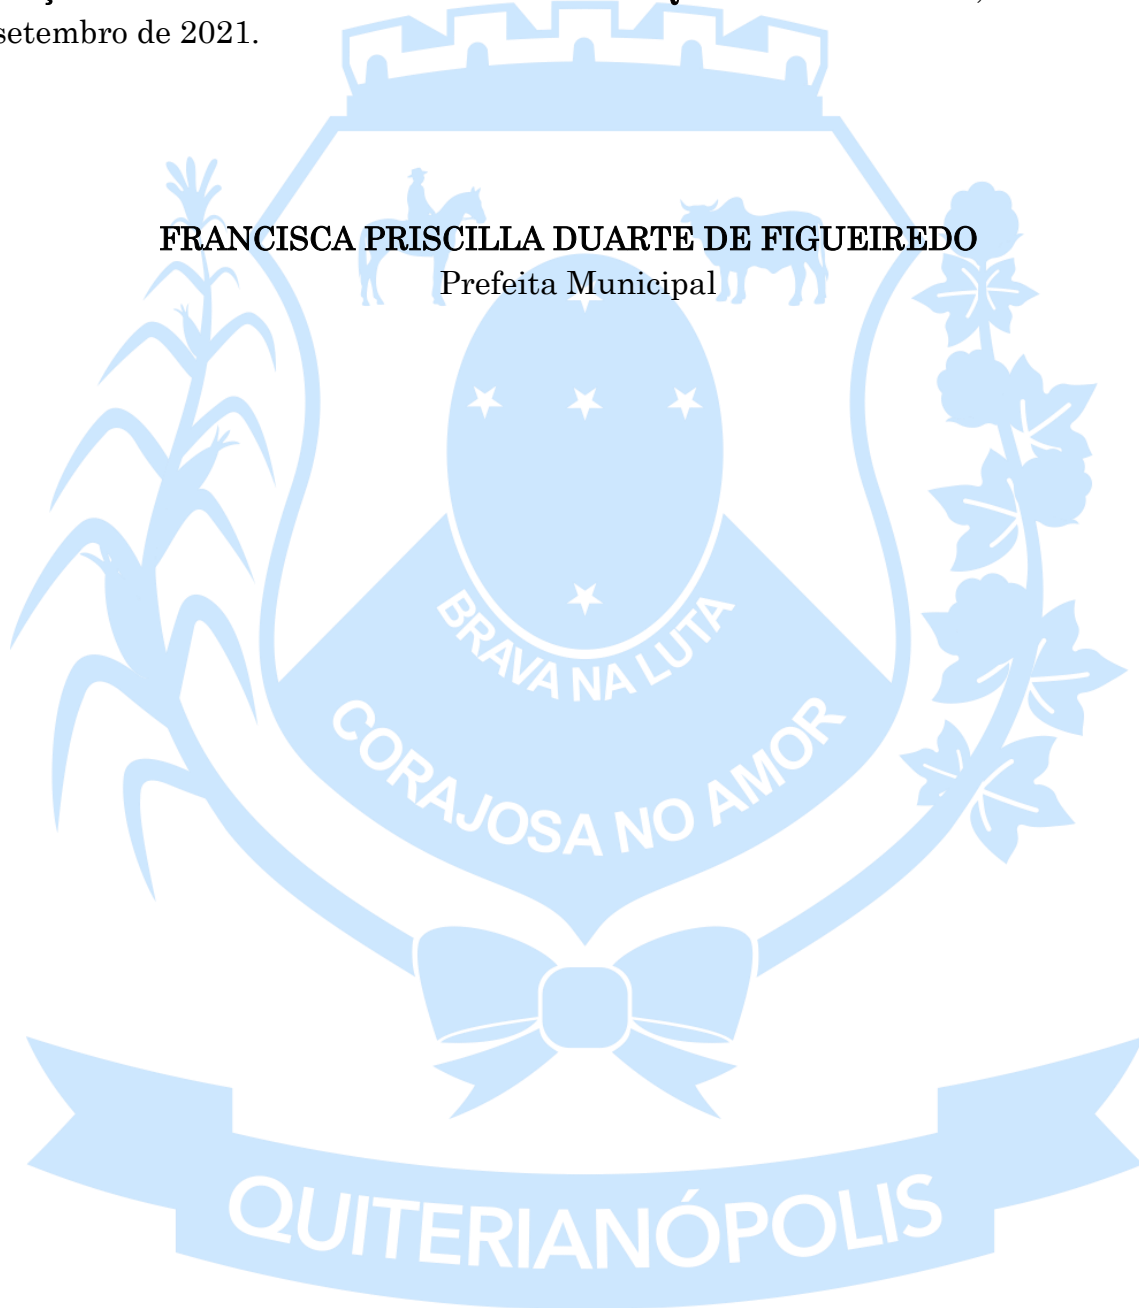 setembro de 2021.
FRANCISCA PRISCILLA DUARTE DE FIGUEIREDO
Prefeita Municipal
BRAVA NA LUTA
CORAJOSA NO AMOR
QUITERIANÓPOLIS